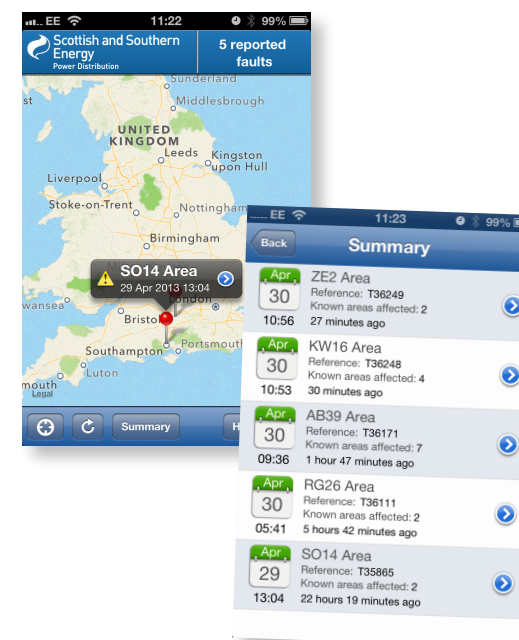 EE 11:22 99%
Scottish and Southern
Energy
Power Distribution
5 reported
faults
Sunderland
Middlesbrough
UNITED
KINGDOM
Leeds
Kingston
upon Hull
Liverpool
Stoke-on-Trent
Nottingham
Birmingham
SO14 Area
29 Apr 2013 13:04
London
Bristol
Southampton
Portsmouth
Luton
mouth
Legal
Summary
H
EE 11:23 99%
Back
Summary
Apr
30
10:56
ZE2 Area
Reference: T36249
Known areas affected: 2
27 minutes ago
Apr
30
10:53
KW16 Area
Reference: T36248
Known areas affected: 4
30 minutes ago
Apr
30
09:36
AB39 Area
Reference: T36171
Known areas affected: 7
1 hour 47 minutes ago
Apr
30
05:41
RG26 Area
Reference: T36111
Known areas affected: 2
5 hours 42 minutes ago
Apr
29
13:04
SO14 Area
Reference: T35865
Known areas affected: 2
22 hours 19 minutes ago